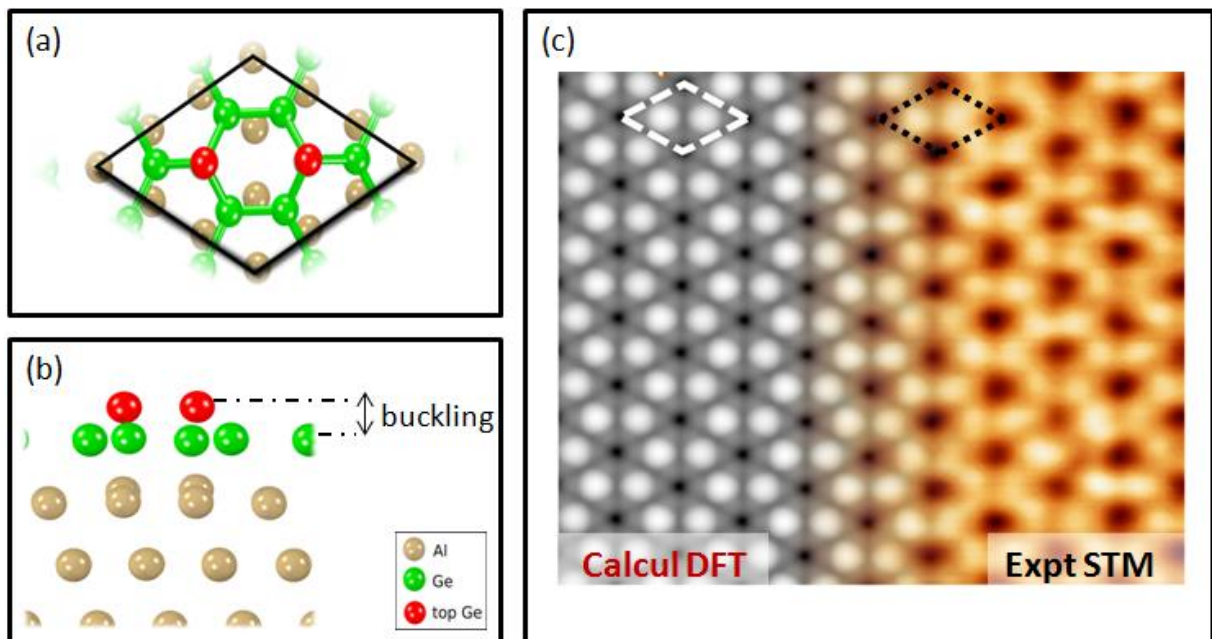 (a)
(b)
buckling
Al
Ge
top Ge
(c)
Calcul DFT
Expt STM